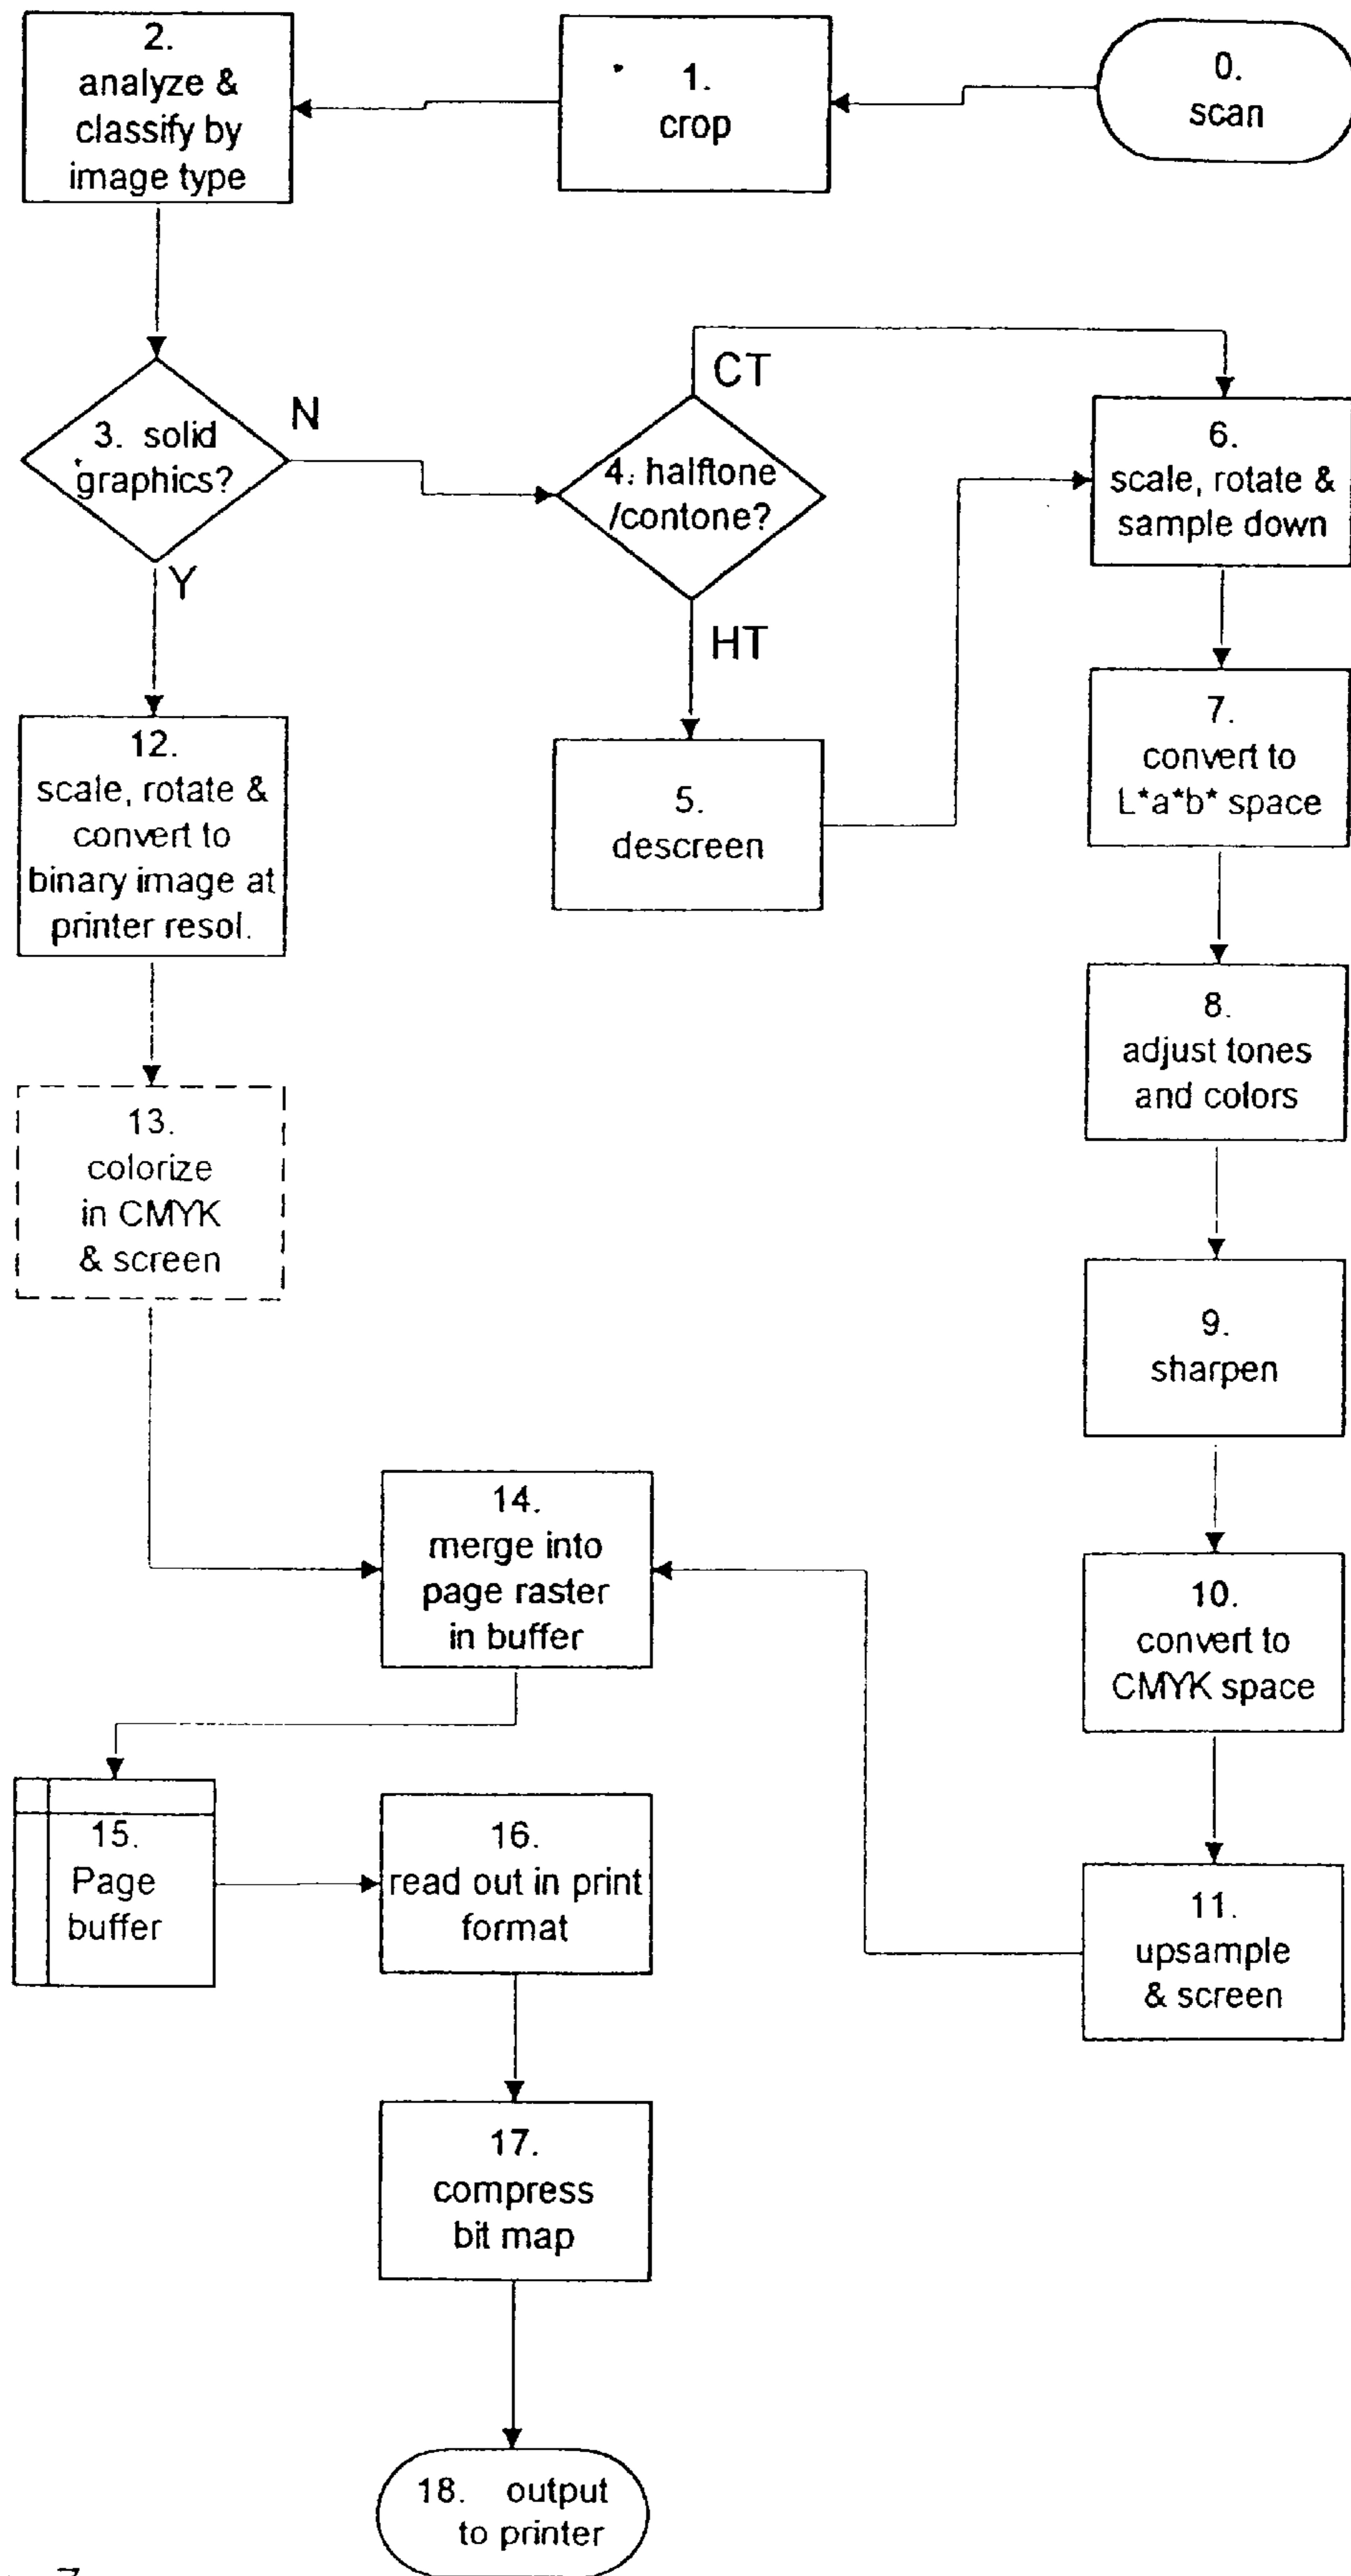 0.
scan
1.
crop
2.
analyze &
classify by
image type
3. solid
graphics?
N
Y
4. halftone
/contone?
CT
HT
5.
descreen
6.
scale, rotate &
sample down
7.
convert to
L*a*b* space
8.
adjust tones
and colors
9.
sharpen
10.
convert to
CMYK space
11.
upsample
& screen
12.
scale, rotate &
convert to
binary image at
printer resol.
13.
colorize
in CMYK
& screen
14.
merge into
page raster
in buffer
15.
Page
buffer
16.
read out in print
format
17.
compress
bit map
18. output
to printer